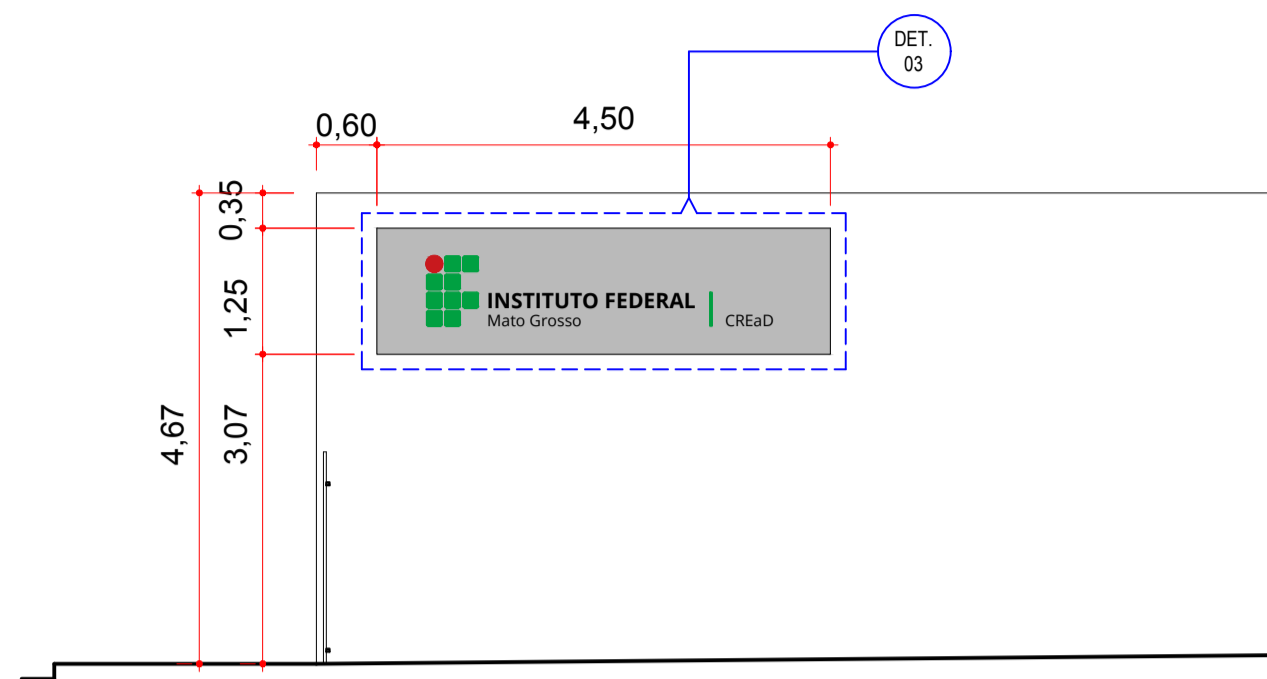 DET.
03
0,60
4,50
0,35
1,25
3,07
4,67
INSTITUTO FEDERAL
Mato Grosso
CREaD